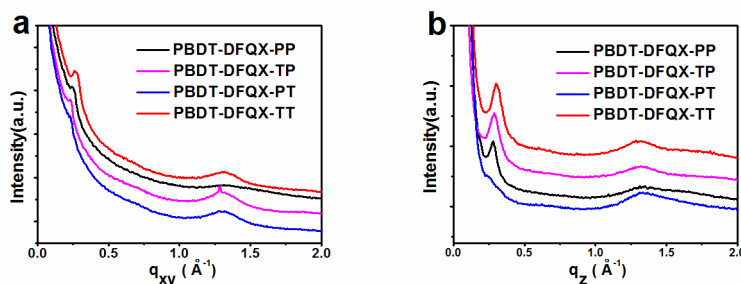 a
PBDT-DFQX-PP
PBDT-DFQX-TP
PBDT-DFQX-PT
PBDT-DFQX-TT
Intensity(a.u.)
0.0 0.5 1.0 1.5 2.0
qxy ( Å-1)
b
PBDT-DFQX-PP
PBDT-DFQX-TP
PBDT-DFQX-PT
PBDT-DFQX-TT
Intensity(a.u.)
0.0 0.5 1.0 1.5 2.0
qz ( Å-1)